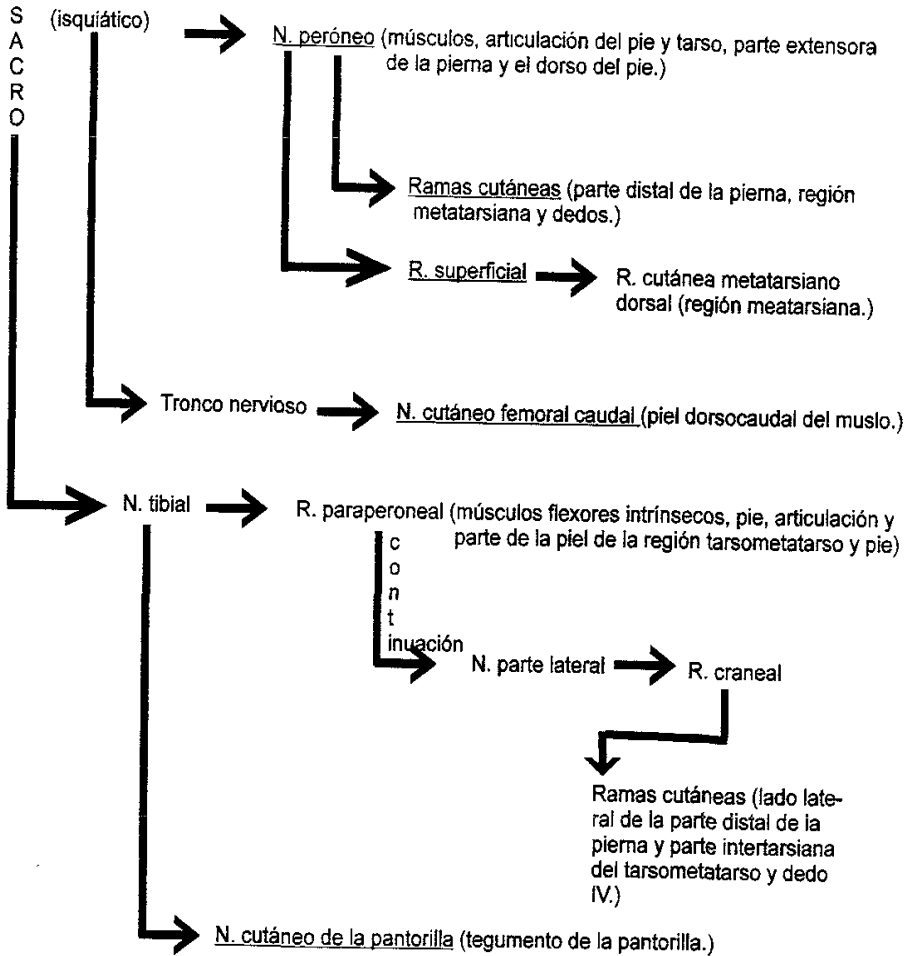 SACRO
(isquiático)
N. peróneo (músculos, articulación del pie y tarso, parte extensora
de la pierna y el dorso del pie.)
Ramas cutáneas (parte distal de la pierna, región
metatarsiana y dedos.)
R. superficial
R. cutánea metatarsiano
dorsal (región meatarsiana.)
Tronco nervioso
N. cutáneo femoral caudal (piel dorsocaudal del muslo.)
N. tibial
R. paraperoneal (músculos flexores intrínsecos, pie, articulación y
parte de la piel de la región tarsometatarso y pie)
c
o
n
t
inuación
N. parte lateral
R. craneal
Ramas cutáneas (lado late-
ral de la parte distal de la
pierna y parte intertarsiana
del tarsometatarso y dedo
IV.)
N. cutáneo de la pantorilla (tegumento de la pantorilla.)